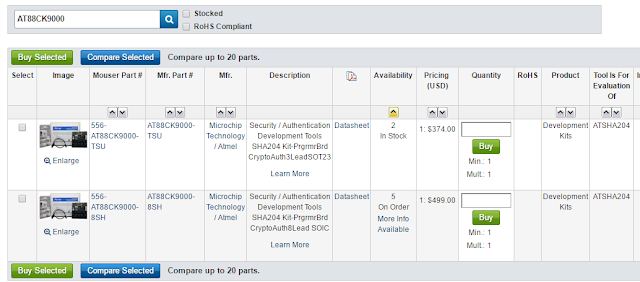 AT88CK9000
Stocked
RoHS Compliant
Buy Selected Compare Selected Compare up to 20 parts.
Select Image Mouser Part # Mfr. Part # Mfr. Description Availability Pricing (USD) Quantity RoHS Product Tool Is For Evaluation Of
Enlarge
556-
AT88CK9000-
TSU
AT88CK9000-
TSU
Microchip
Technology
/ Atmel
Security / Authentication
Development Tools
SHA204 Kit-PrgrmrBrd
CryptoAuth3LeadSOT23
Learn More
Datasheet
2
In Stock
1: $374.00
Buy
Min.: 1
Mult.: 1
Development
Kits
ATSHA204
Enlarge
556-
AT88CK9000-
8SH
AT88CK9000-
8SH
Microchip
Technology
/ Atmel
Security / Authentication
Development Tools
SHA204 Kit-PrgrmrBrd
CryptoAuth8Lead SOIC
Learn More
Datasheet
5
On Order
More Info
Available
1: $499.00
Buy
Min.: 1
Mult.: 1
Development
Kits
ATSHA204
Buy Selected Compare Selected Compare up to 20 parts.